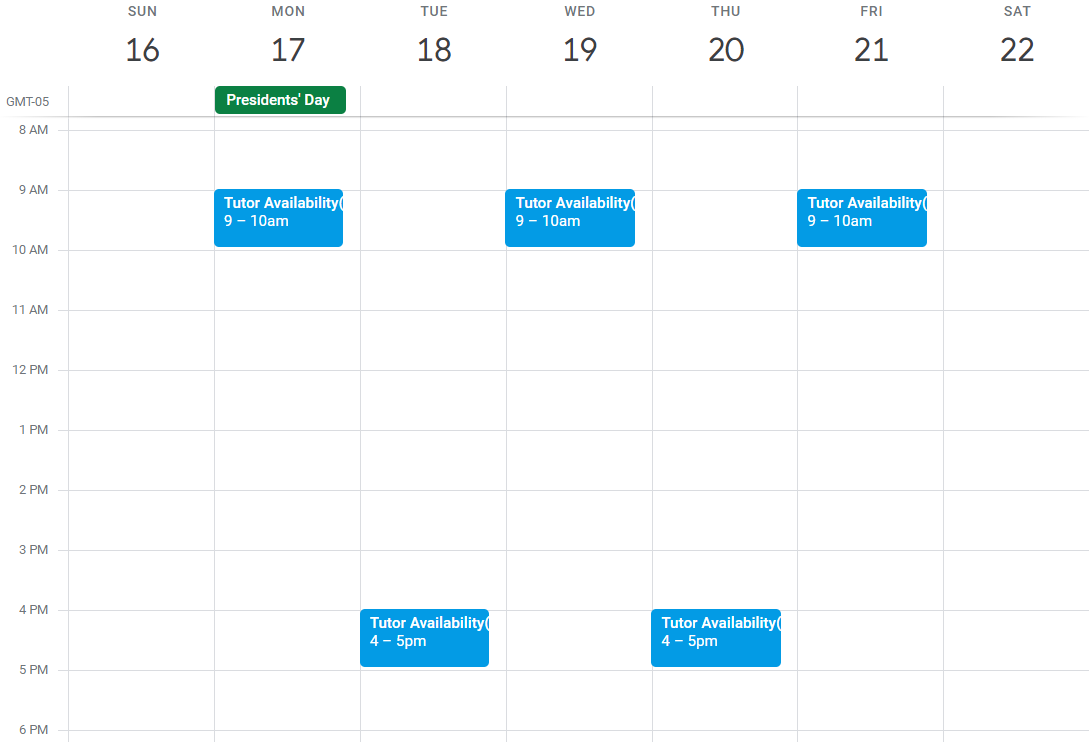 SUN MON TUE WED THU FRI SAT
16 17 18 19 20 21 22
GMT-05 Presidents' Day
8 AM
9 AM
Tutor Availability( Tutor Availability( Tutor Availability(
9 – 10am 9 – 10am 9 – 10am
10 AM
11 AM
12 PM
1 PM
2 PM
3 PM
4 PM
Tutor Availability( Tutor Availability(
4 – 5pm 4 – 5pm
5 PM
6 PM